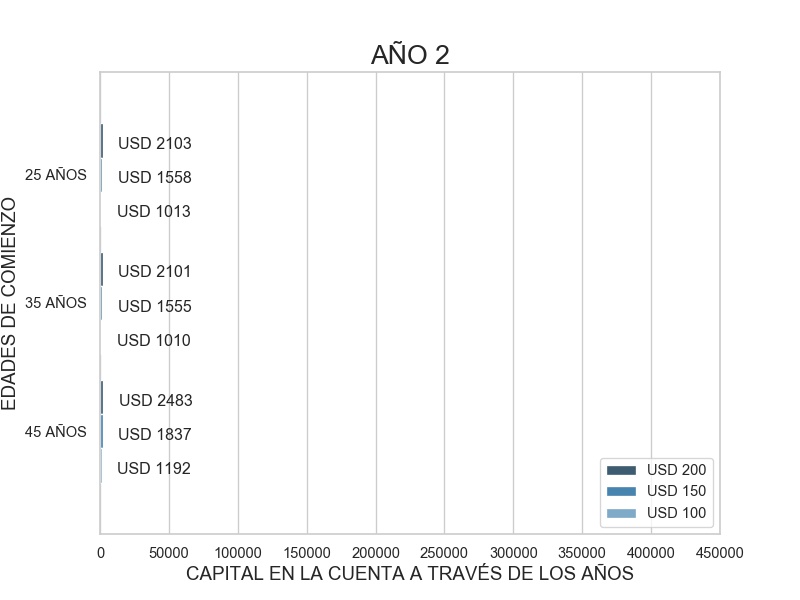 AÑO 2
EDADES DE COMIENZO
25 AÑOS
USD 2103
USD 1558
USD 1013
35 AÑOS
USD 2101
USD 1555
USD 1010
45 AÑOS
USD 2483
USD 1837
USD 1192
USD 200
USD 150
USD 100
0 50000 100000 150000 200000 250000 300000 350000 400000 450000
CAPITAL EN LA CUENTA A TRAVÉS DE LOS AÑOS